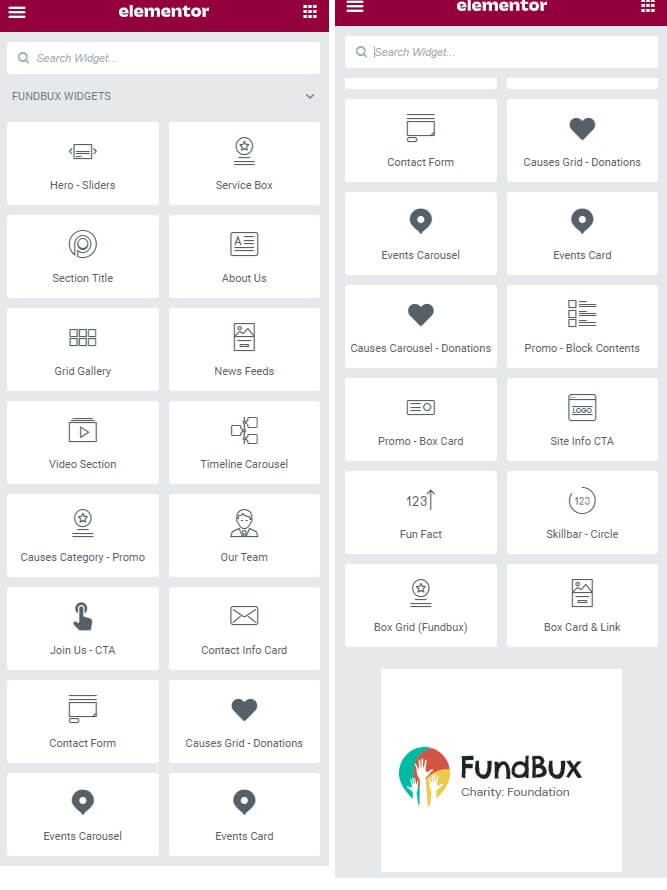 elementor
Search Widget...
FUNDBUX WIDGETS
Hero - Sliders
Service Box
Section Title
About Us
Grid Gallery
News Feeds
Video Section
Timeline Carousel
Causes Category - Promo
Our Team
Join Us - CTA
Contact Info Card
Contact Form
Causes Grid - Donations
Events Carousel
Events Card
elementor
Search Widget...
Contact Form
Causes Grid - Donations
Events Carousel
Events Card
Causes Carousel - Donations
Promo - Block Contents
Promo - Box Card
LOGO
Site Info CTA
123
Fun Fact
123
Skillbar - Circle
Box Grid (Fundbux)
Box Card & Link
FundBux
Charity: Foundation